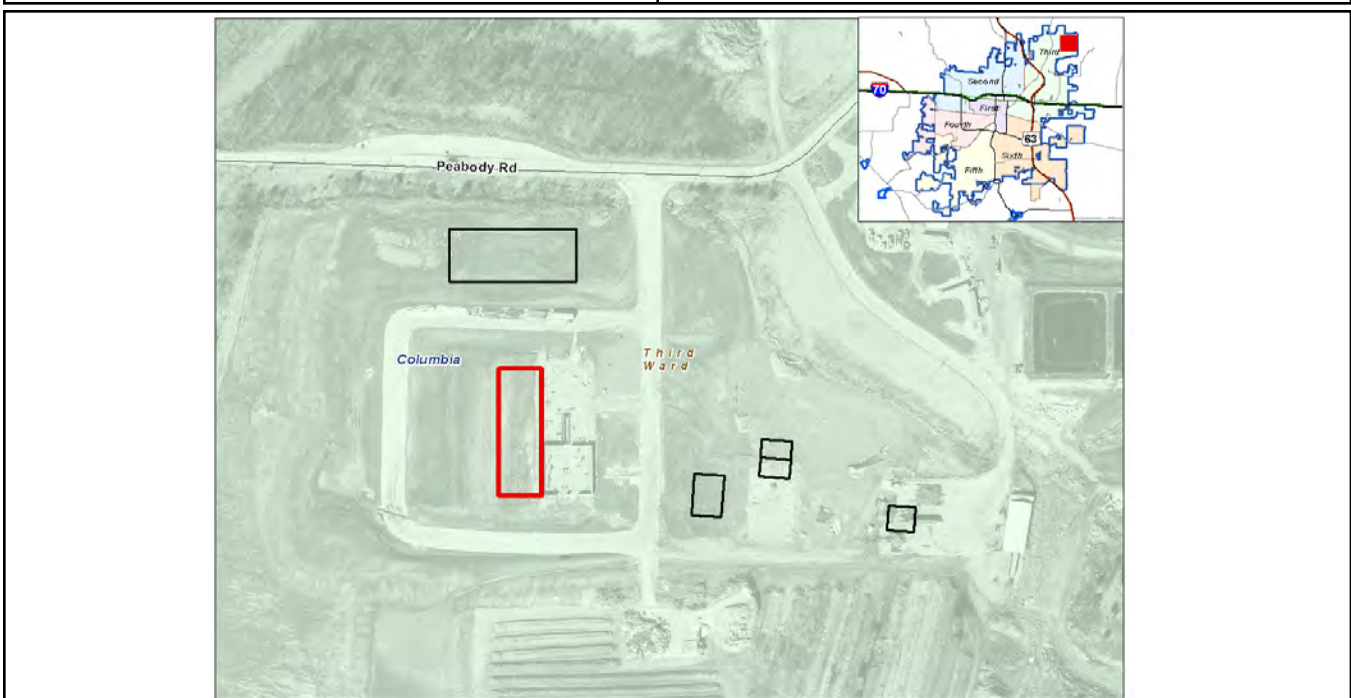 Peabody Rd
Columbia
Third
Ward
Third
Second
70
First
Fourth
63
Sixth
Fifth